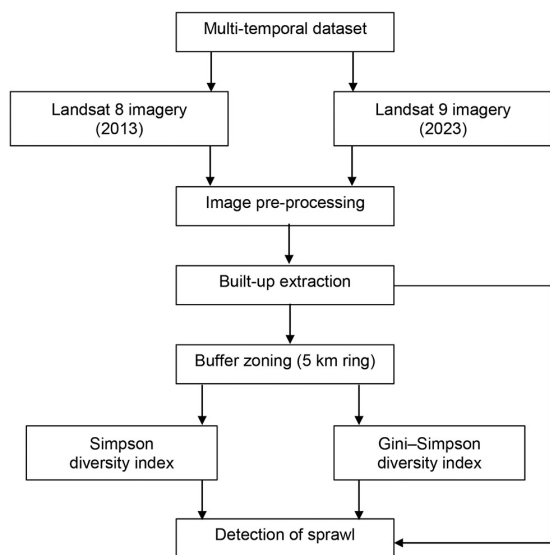 Multi-temporal dataset
Landsat 8 imagery
(2013)
Landsat 9 imagery
(2023)
Image pre-processing
Built-up extraction
Buffer zoning (5 km ring)
Simpson
diversity index
Gini–Simpson
diversity index
Detection of sprawl